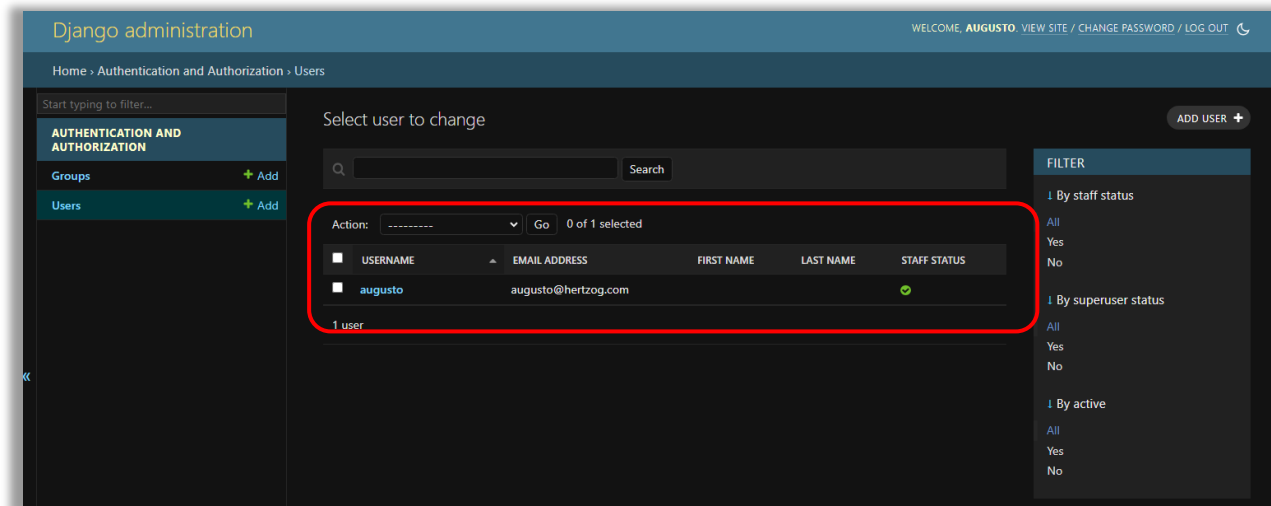 Django administration
WELCOME, AUGUSTO. VIEW SITE / CHANGE PASSWORD / LOG OUT
Home › Authentication and Authorization › Users
Start typing to filter...
AUTHENTICATION AND
AUTHORIZATION
Groups + Add
Users + Add
«
Select user to change
ADD USER +
Search
Action: --------- Go 0 of 1 selected
USERNAME EMAIL ADDRESS FIRST NAME LAST NAME STAFF STATUS
augusto augusto@hertzog.com
1 user
FILTER
↓ By staff status
All
Yes
No
↓ By superuser status
All
Yes
No
↓ By active
All
Yes
No